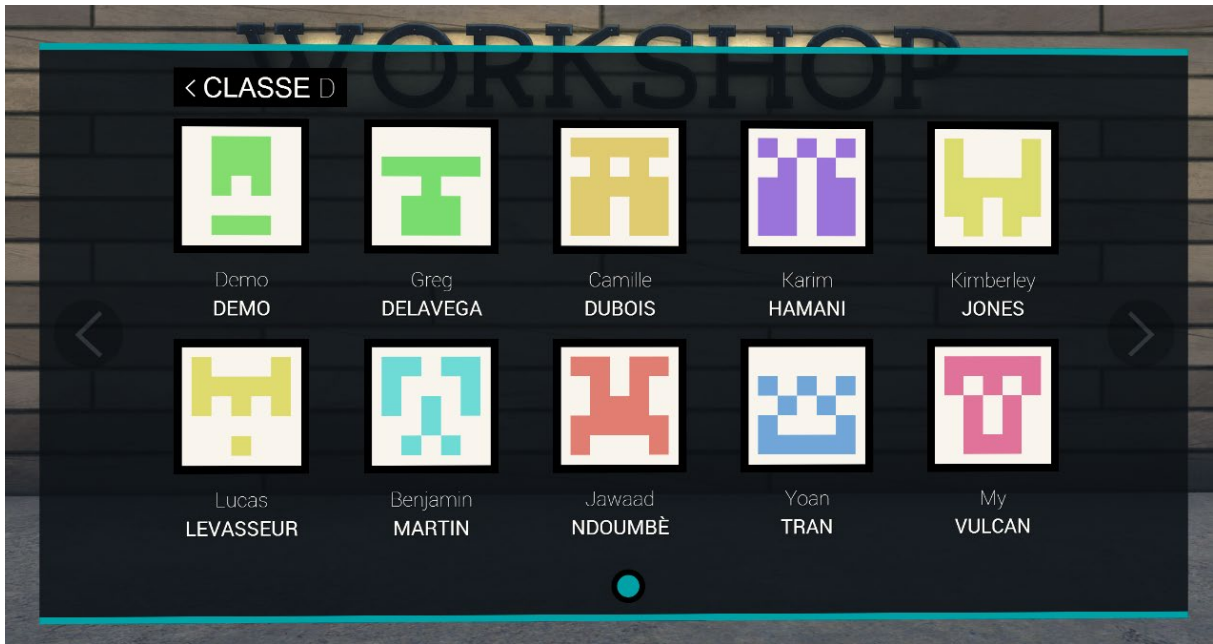 WORKSHOP
< CLASSE D
Demo
DEMO
Greg
DELAVEGA
Camille
DUBOIS
Karim
HAMANI
Kimberley
JONES
Lucas
LEVASSEUR
Benjamin
MARTIN
Jawaad
NDOUMBÈ
Yoan
TRAN
My
VULCAN